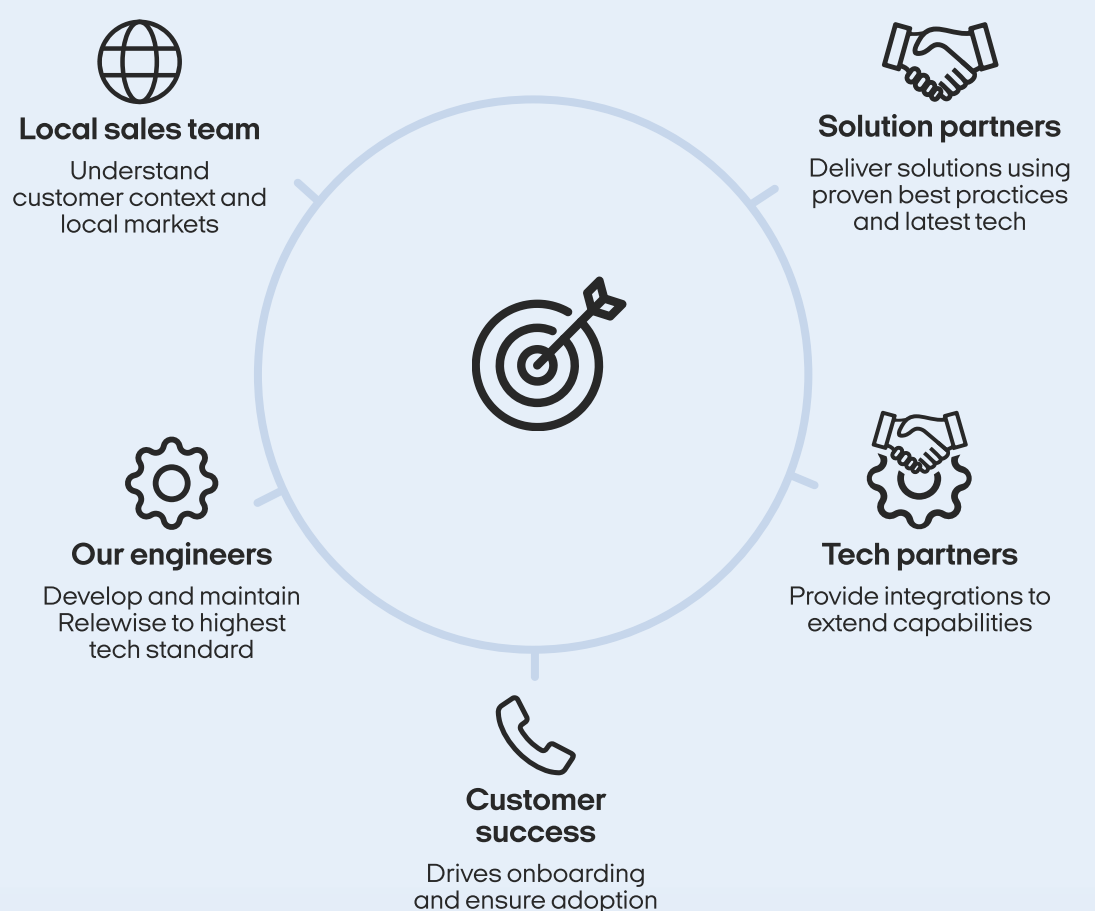 Local sales team
Understand
customer context and
local markets
Solution partners
Deliver solutions using
proven best practices
and latest tech
Our engineers
Develop and maintain
Relewise to highest
tech standard
Tech partners
Provide integrations to
extend capabilities
Customer
success
Drives onboarding
and ensure adoption